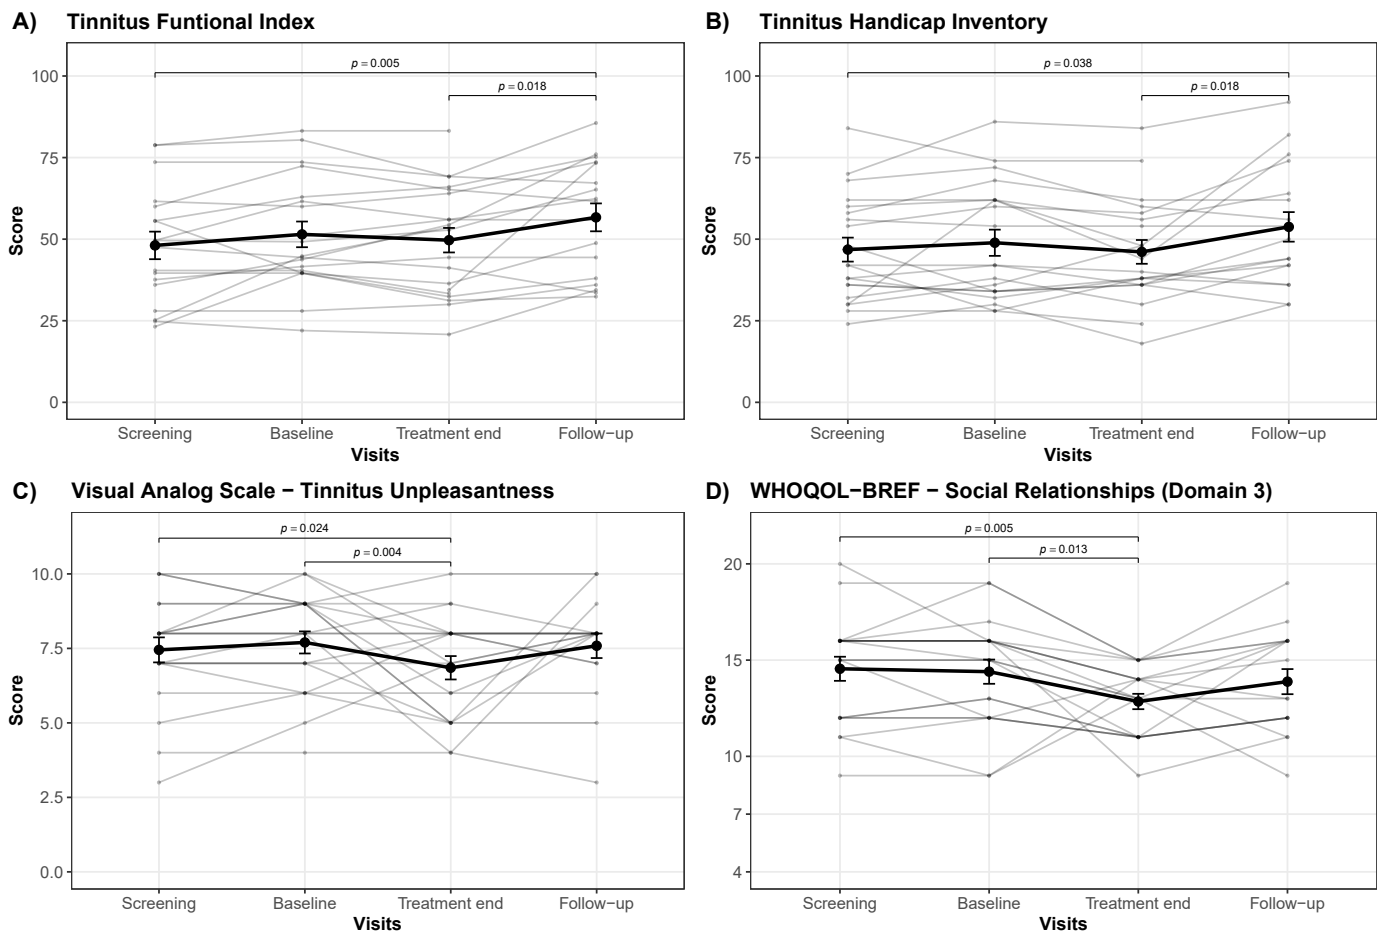 A) Tinnitus Funtional Index
p = 0.005
p = 0.018
100
75
50
25
0
Score
Screening Baseline Treatment end Follow−up
Visits
B) Tinnitus Handicap Inventory
p = 0.038
p = 0.018
100
75
50
25
0
Score
Screening Baseline Treatment end Follow−up
Visits
C) Visual Analog Scale − Tinnitus Unpleasantness
p = 0.024
p = 0.004
10.0
7.5
5.0
2.5
0.0
Score
Screening Baseline Treatment end Follow−up
Visits
D) WHOQOL−BREF − Social Relationships (Domain 3)
p = 0.005
p = 0.013
20
15
10
7
4
Score
Screening Baseline Treatment end Follow−up
Visits